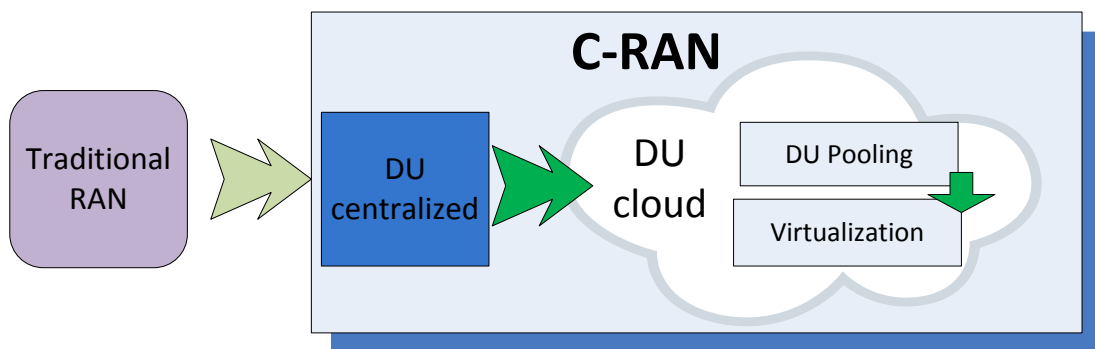 C-RAN
Traditional
RAN
DU
centralized
DU
cloud
DU Pooling
Virtualization